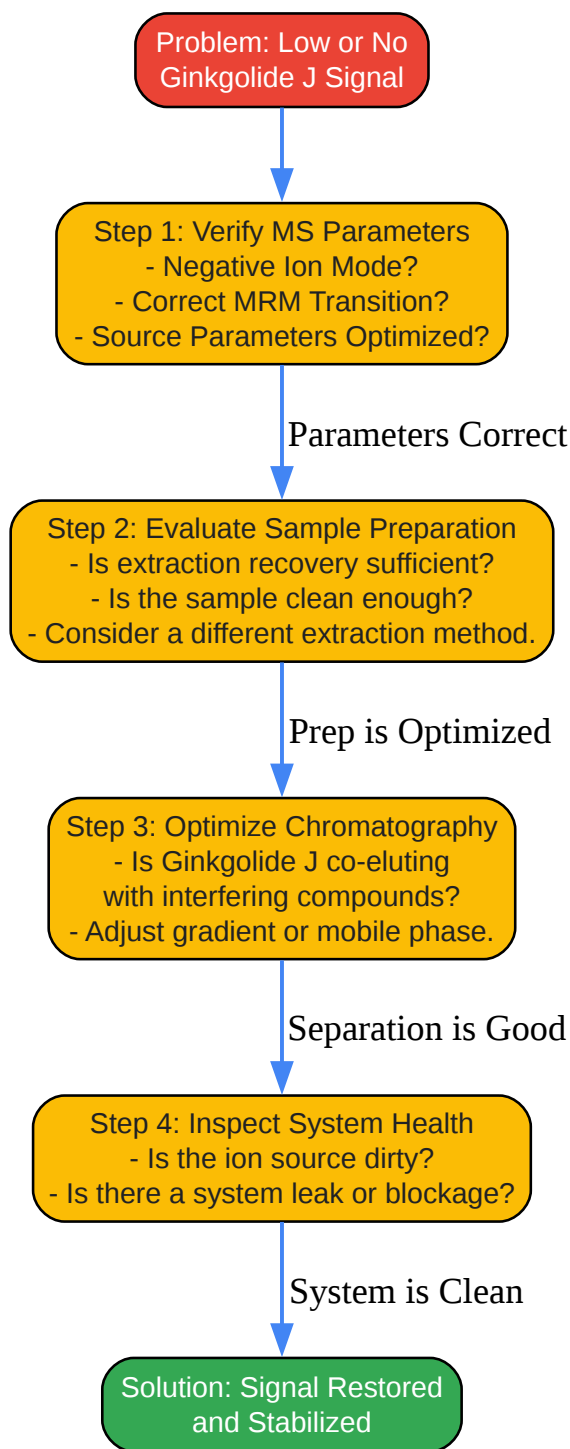 Problem: Low or No
Ginkgolide J Signal
Step 1: Verify MS Parameters
- Negative Ion Mode?
- Correct MRM Transition?
- Source Parameters Optimized?
Parameters Correct
Step 2: Evaluate Sample Preparation
- Is extraction recovery sufficient?
- Is the sample clean enough?
- Consider a different extraction method.
Prep is Optimized
Step 3: Optimize Chromatography
- Is Ginkgolide J co-eluting
with interfering compounds?
- Adjust gradient or mobile phase.
Separation is Good
Step 4: Inspect System Health
- Is the ion source dirty?
- Is there a system leak or blockage?
System is Clean
Solution: Signal Restored
and Stabilized